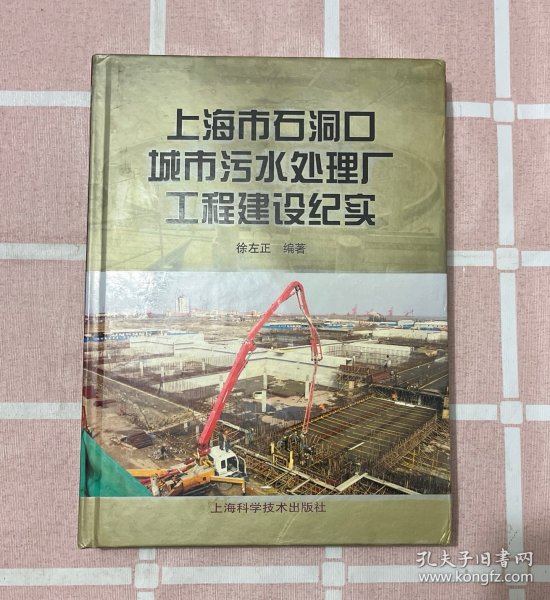 上海市石洞口
城市污水处理厂
工程建设纪实
徐左正 编著
上海科学技术出版社
孔夫子旧书网
www.kongfz.com